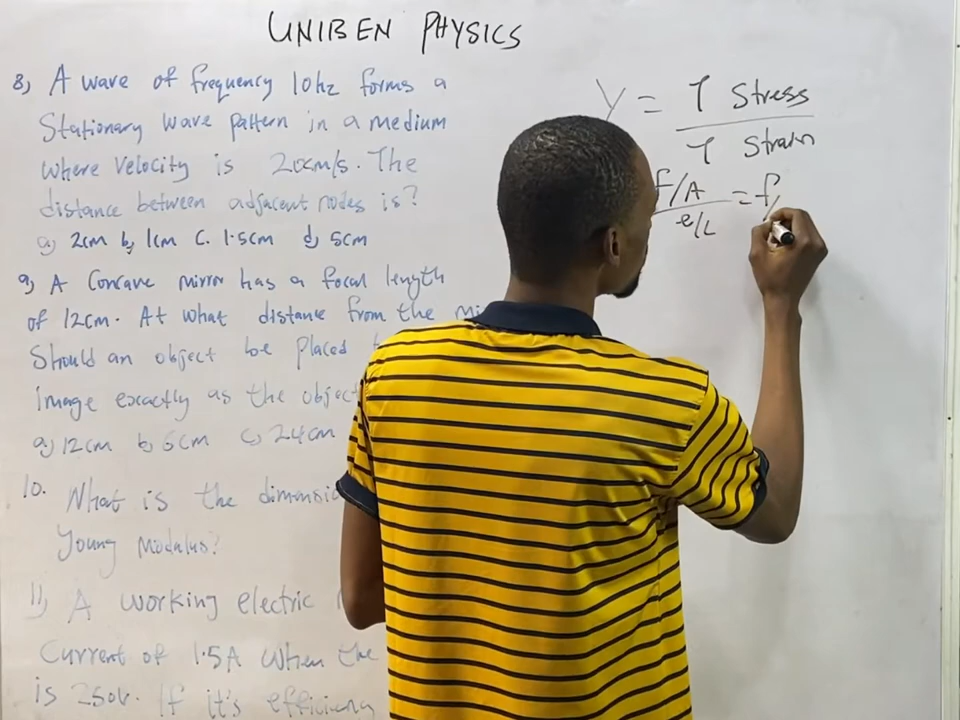 UNIBEN PHYSICS
8) A wave of frequency 10hz forms a
Stationary wave pattern in a medium
where velocity is 20cm/s. The
distance between adjacent nodes is?
a) 2cm b, 1cm C. 1.5cm d) 5cm
9) A Concave mirror has a focal length
of 12cm. At what distance from the
Should an object be placed
image exactly as the object
a) 12cm b) 6cm c) 24cm
10. What is the
Young Modulus?
11) A working electric
Current of 1.5A when the
is 250v. If it's efficiency
Y = T Stress
T Strain
f/A = f/
e/L